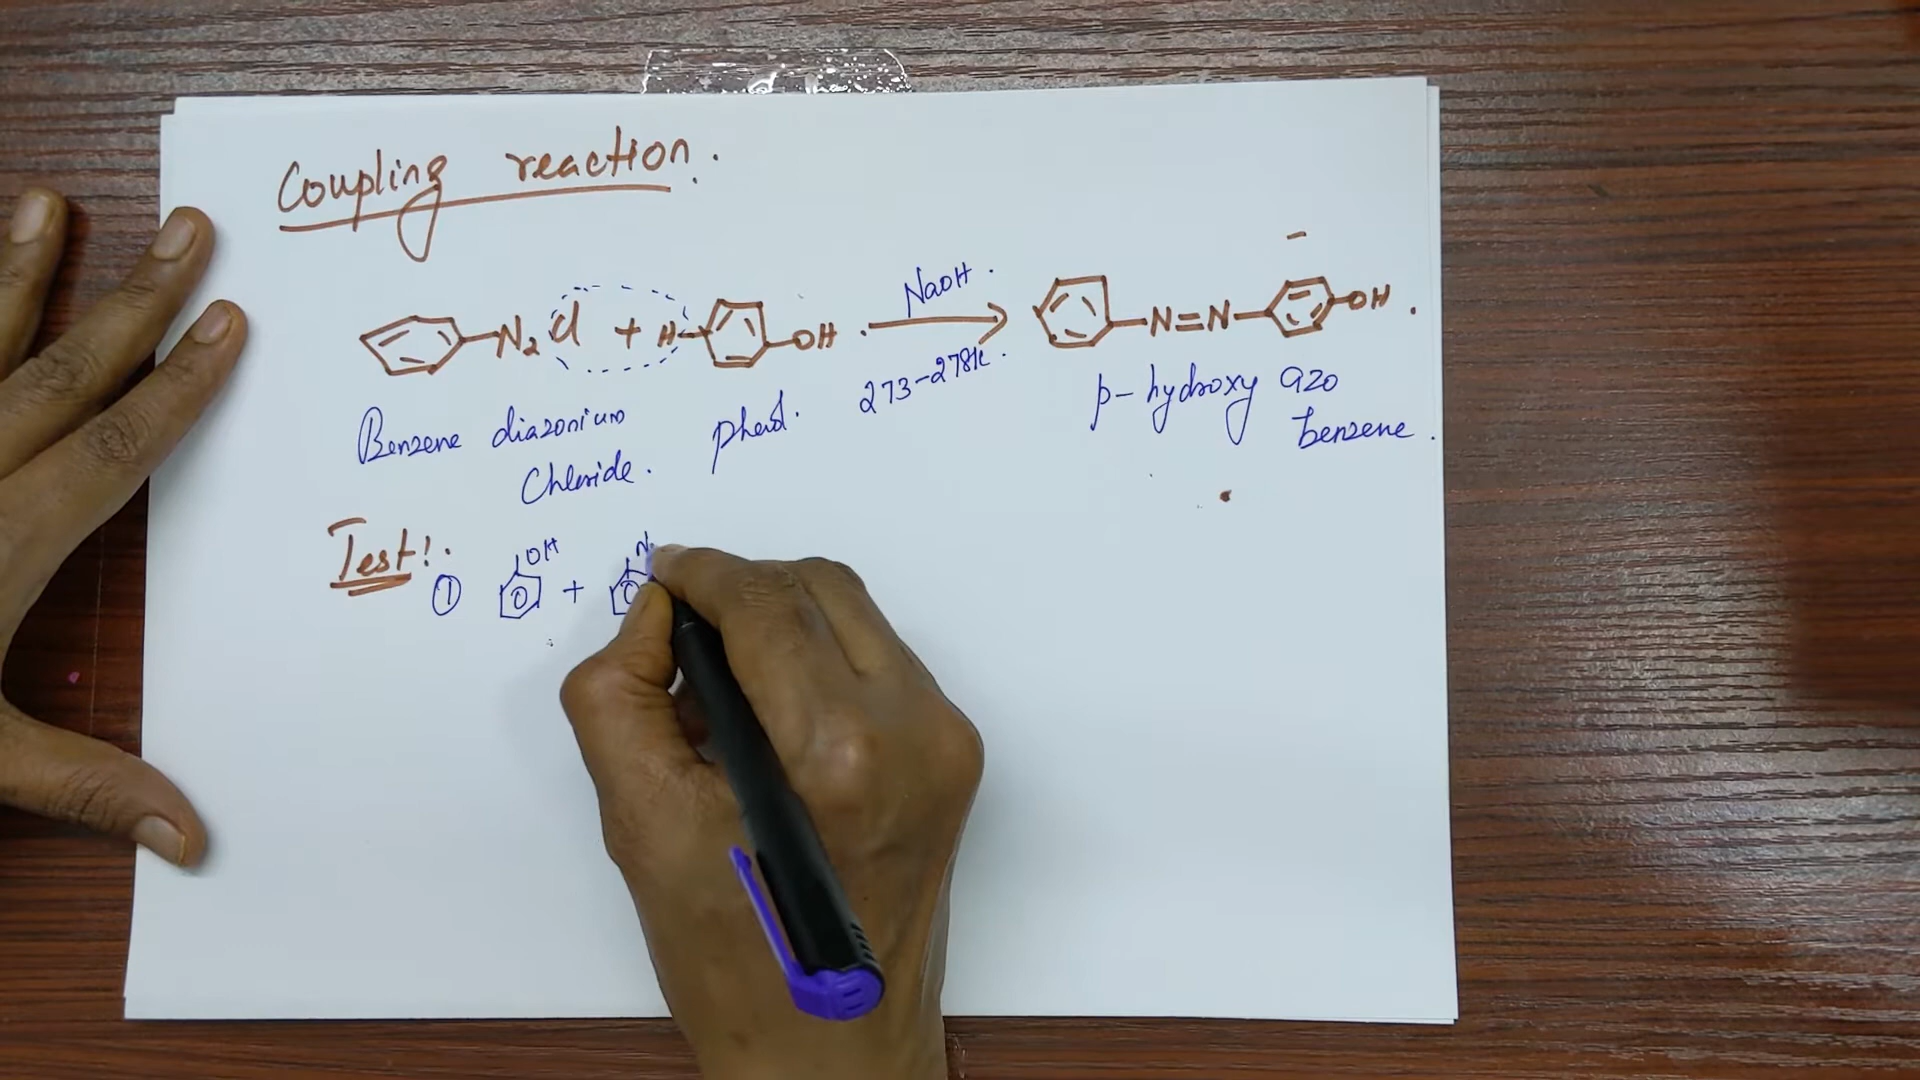 Coupling reaction.
N2Cl + H- -OH . NaOH . -N=N- -OH .
273-278K .
Benzene diazonium
Chloride . phenol . p-hydroxy azo
benzene .
Test! .
① OH + N